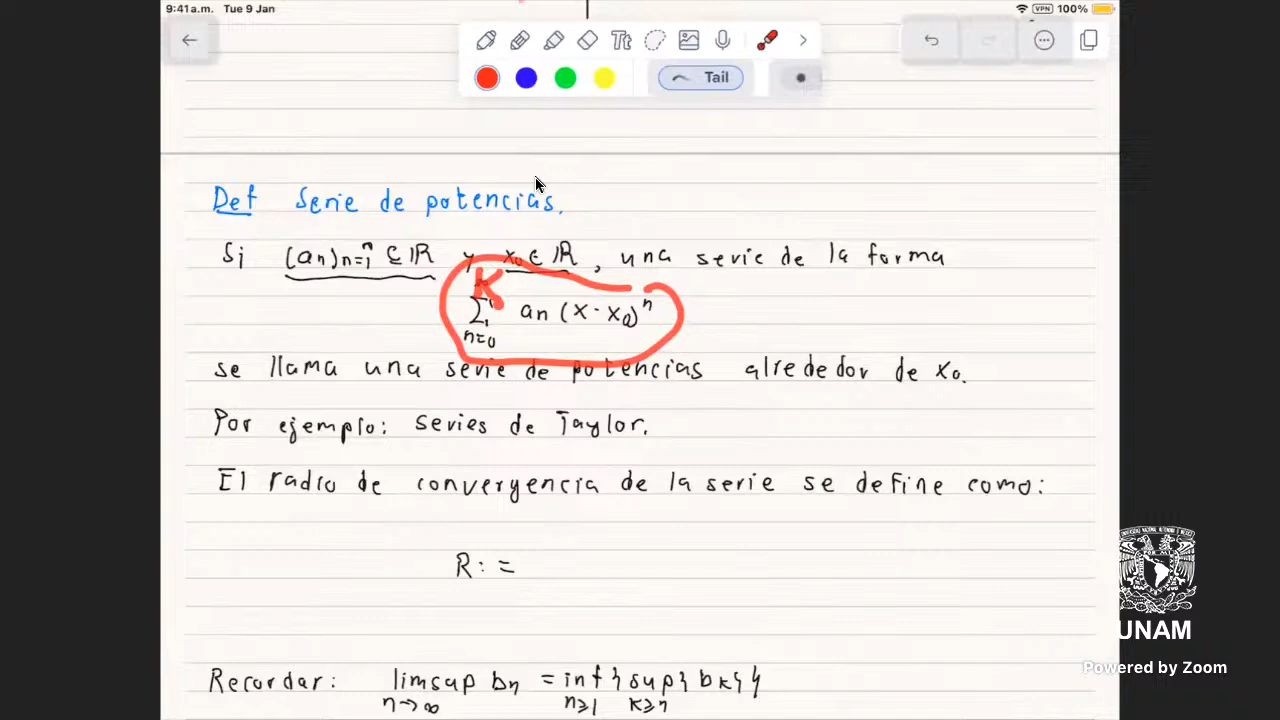 9:41a.m. Tue 9 Jan
VPN 100%
Tt
Tail
Def Serie de potencias.
Si (an)n=1^n ⊆ ℝ y x0 ∈ ℝ, una serie de la forma
K
Σ n=0 an (x - x0)^n
se llama una serie de potencias alrededor de x0.
Por ejemplo: series de Taylor.
El radio de convergencia de la serie se define como:
R: =
UNAM
Recordar: limsup bn = inf { sup { bk } }
n→∞ n≥1 k≥n
Powered by Zoom